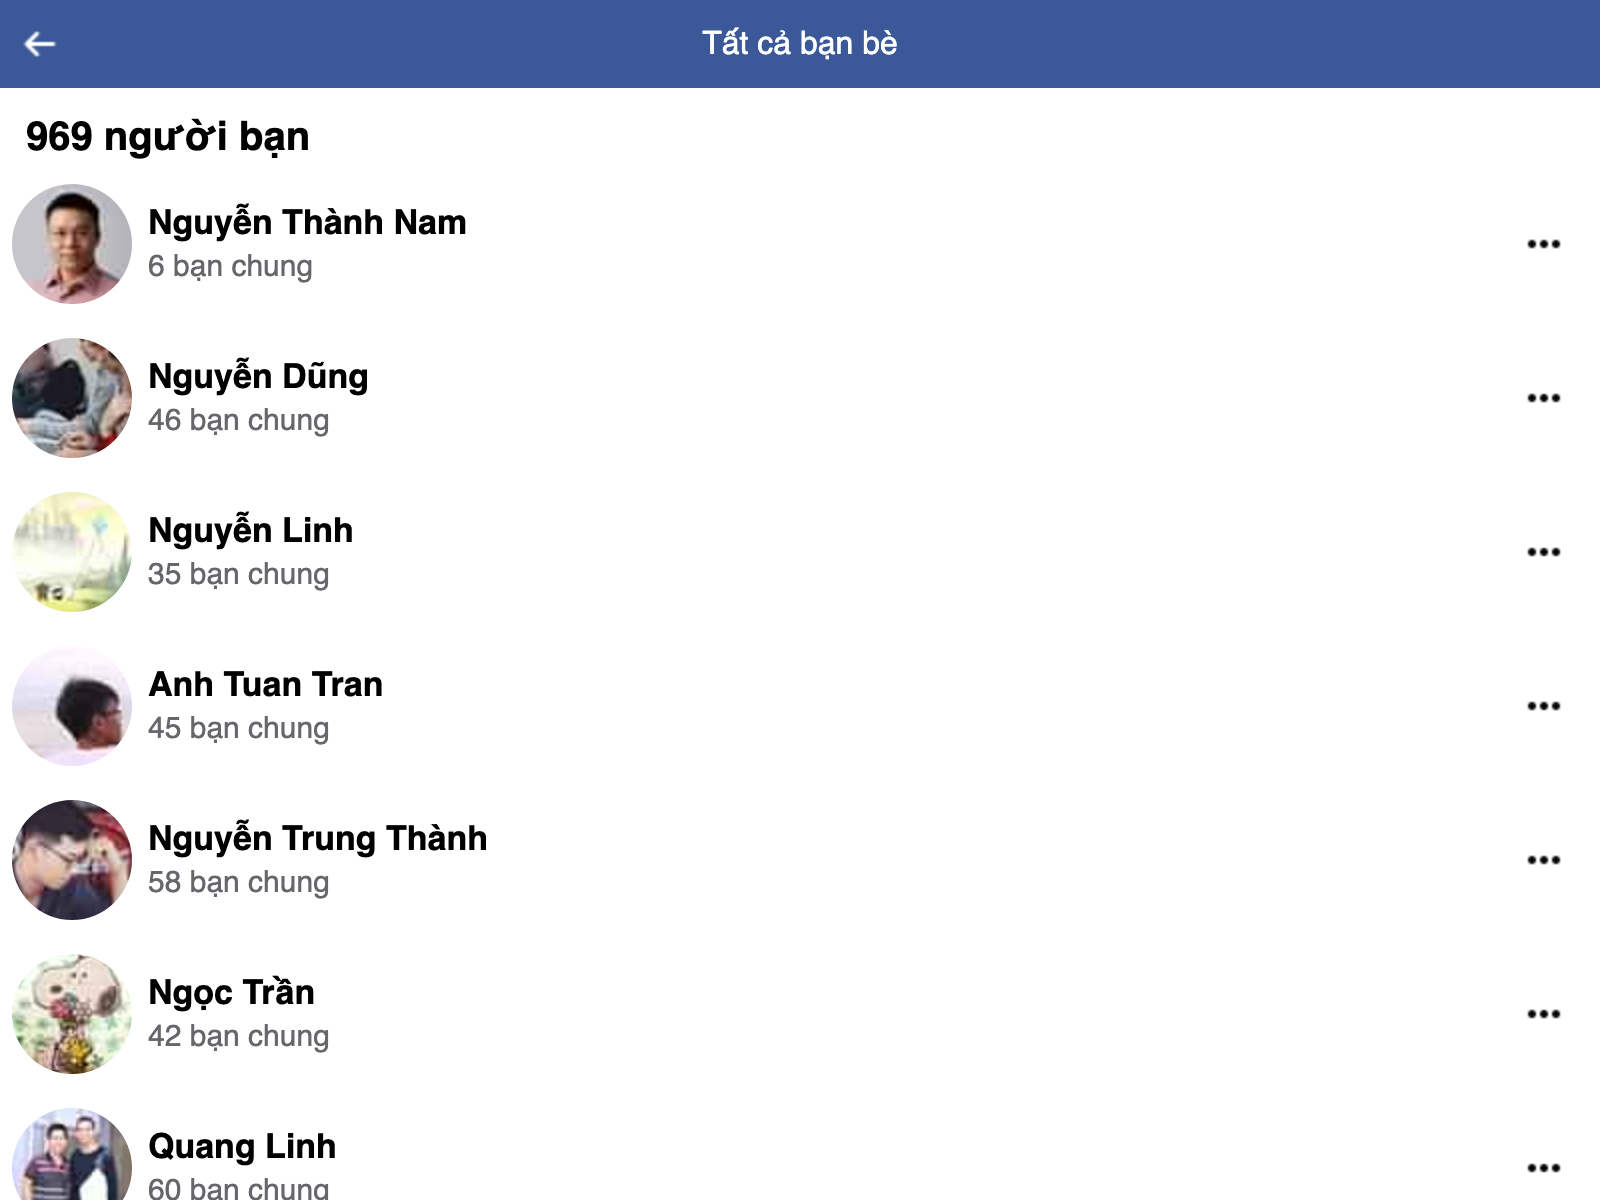 Tất cả bạn bè
969 người bạn
Nguyễn Thành Nam
6 bạn chung
Nguyễn Dũng
46 bạn chung
Nguyễn Linh
35 bạn chung
Anh Tuan Tran
45 bạn chung
Nguyễn Trung Thành
58 bạn chung
Ngọc Trần
42 bạn chung
Quang Linh
60 bạn chung